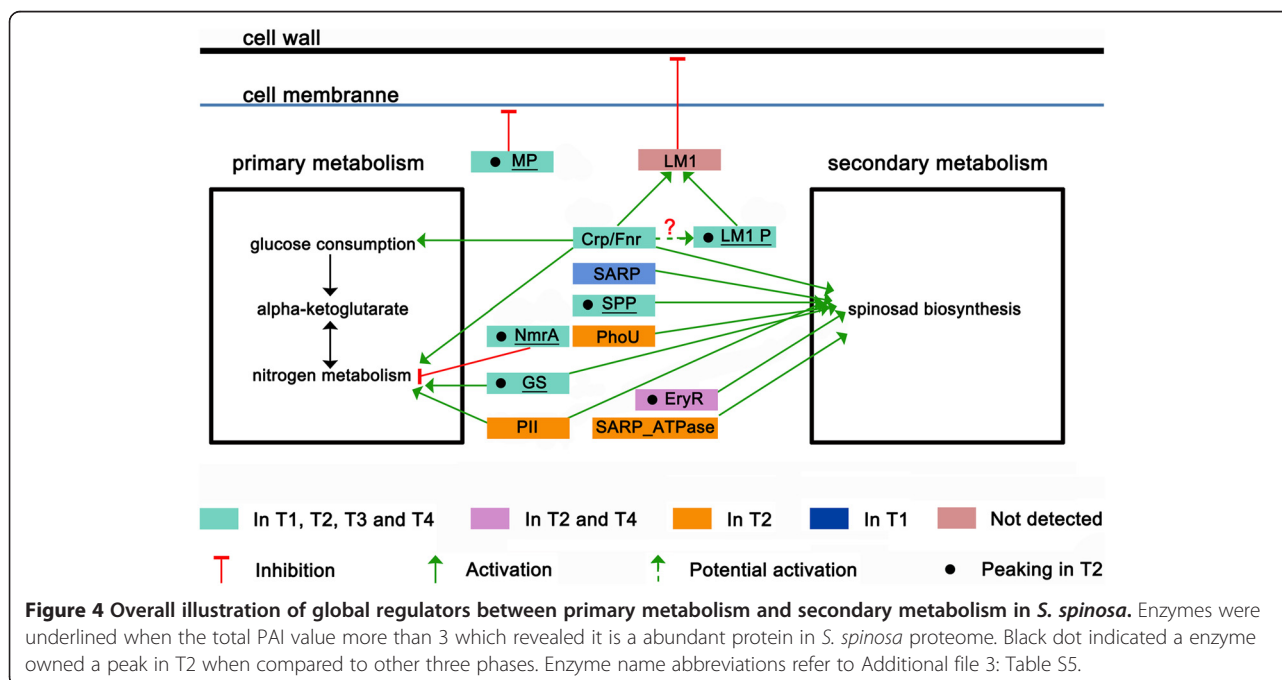 cell wall
cell membranne
MP
LM1
primary metabolism
secondary metabolism
?
glucose consumption
Crp/Fnr
LM1 P
SARP
alpha-ketoglutarate
SPP
spinosad biosynthesis
NmrA
PhoU
nitrogen metabolism
GS
EryR
PII
SARP_ATPase
In T1, T2, T3 and T4
In T2 and T4
In T2
In T1
Not detected
Inhibition
Activation
Potential activation
Peaking in T2
Figure 4 Overall illustration of global regulators between primary metabolism and secondary metabolism in S. spinosa. Enzymes were
underlined when the total PAI value more than 3 which revealed it is a abundant protein in S. spinosa proteome. Black dot indicated a enzyme
owned a peak in T2 when compared to other three phases. Enzyme name abbreviations refer to Additional file 3: Table S5.